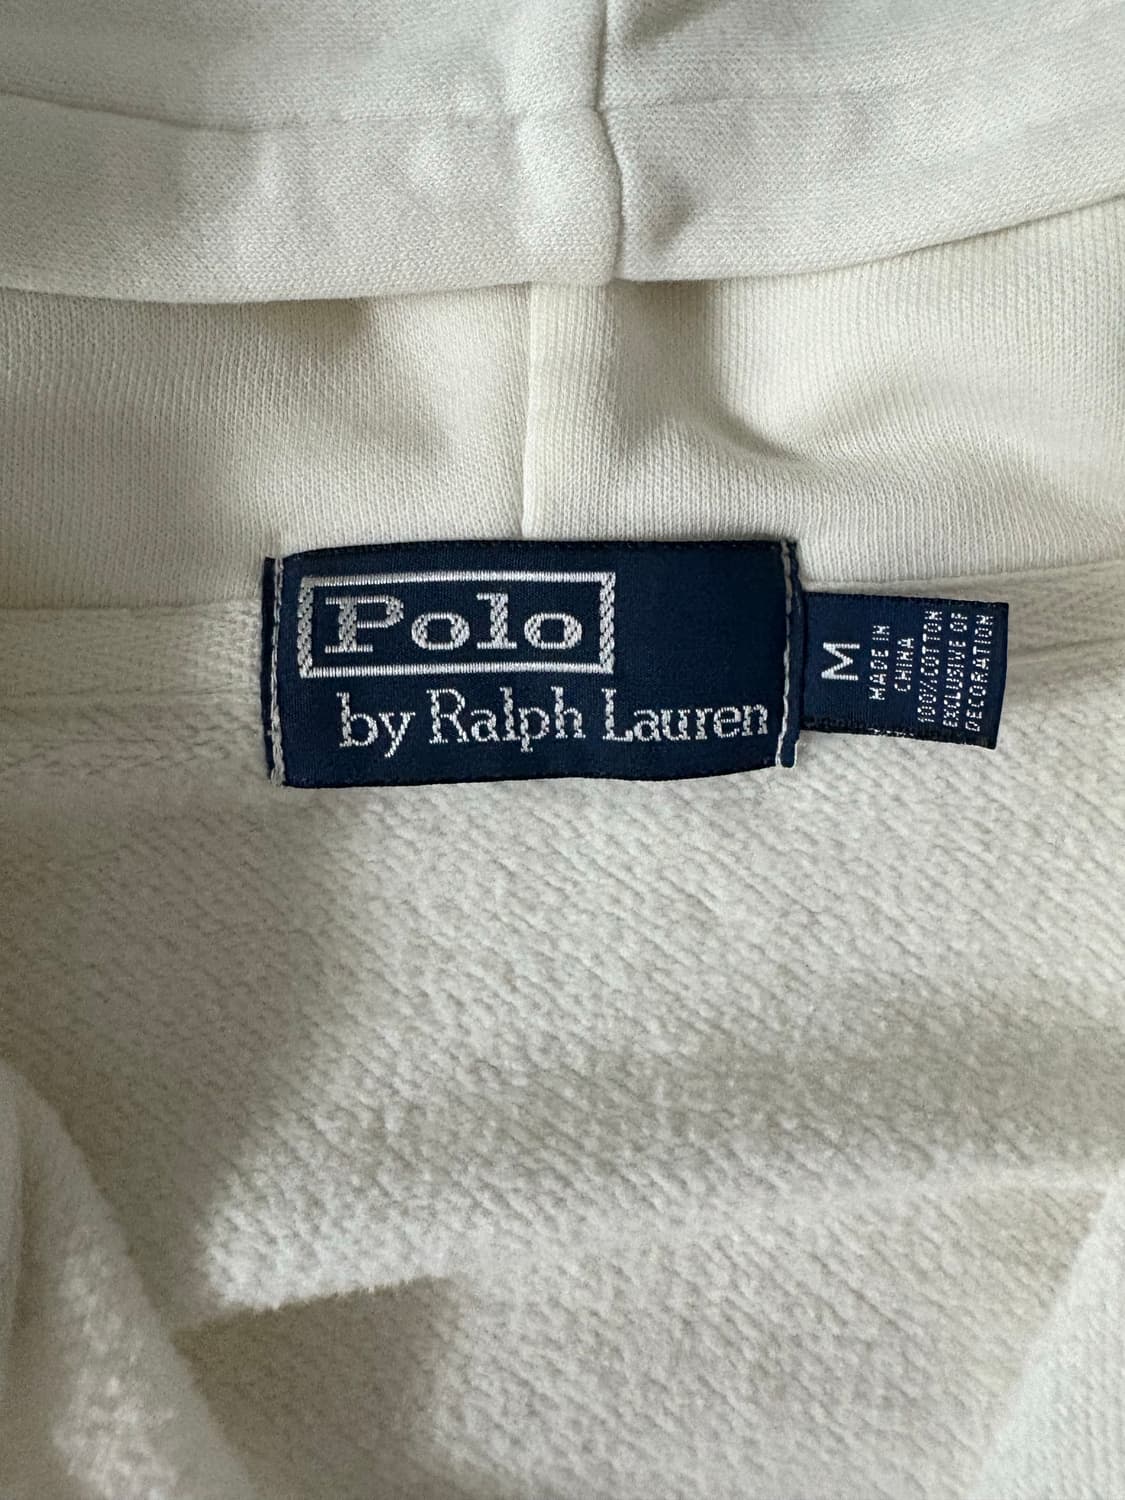 Polo
by Ralph Lauren
M
MADE IN
CHINA
100%COTTON
EXCLUSIVE OF
DECORATION